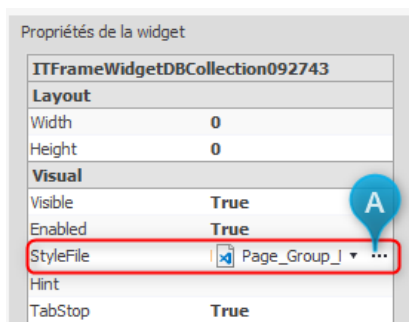 Propriétés de la widget
ITFrameWidgetDBCollection092743
Layout
Width 0
Height 0
Visual
Visible True
A
Enabled True
StyleFile Page_Group_ ...
Hint
TabStop True